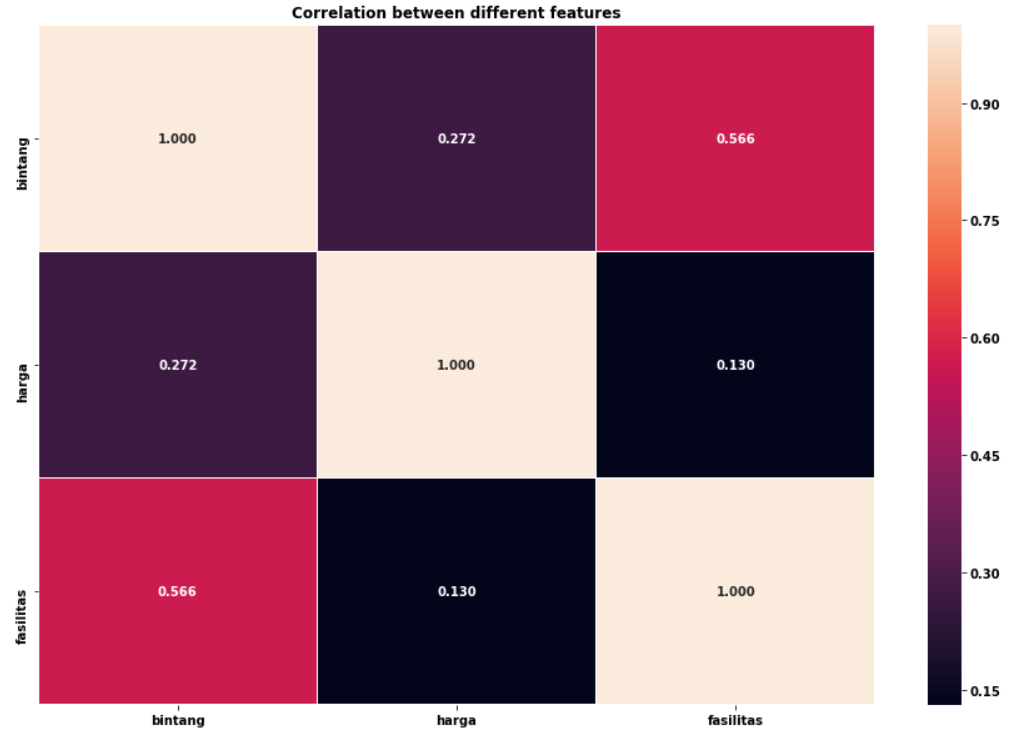 Correlation between different features
bintang
1.000
0.272
0.566
harga
0.272
1.000
0.130
fasilitas
0.566
0.130
1.000
bintang
harga
fasilitas
0.90
0.75
0.60
0.45
0.30
0.15